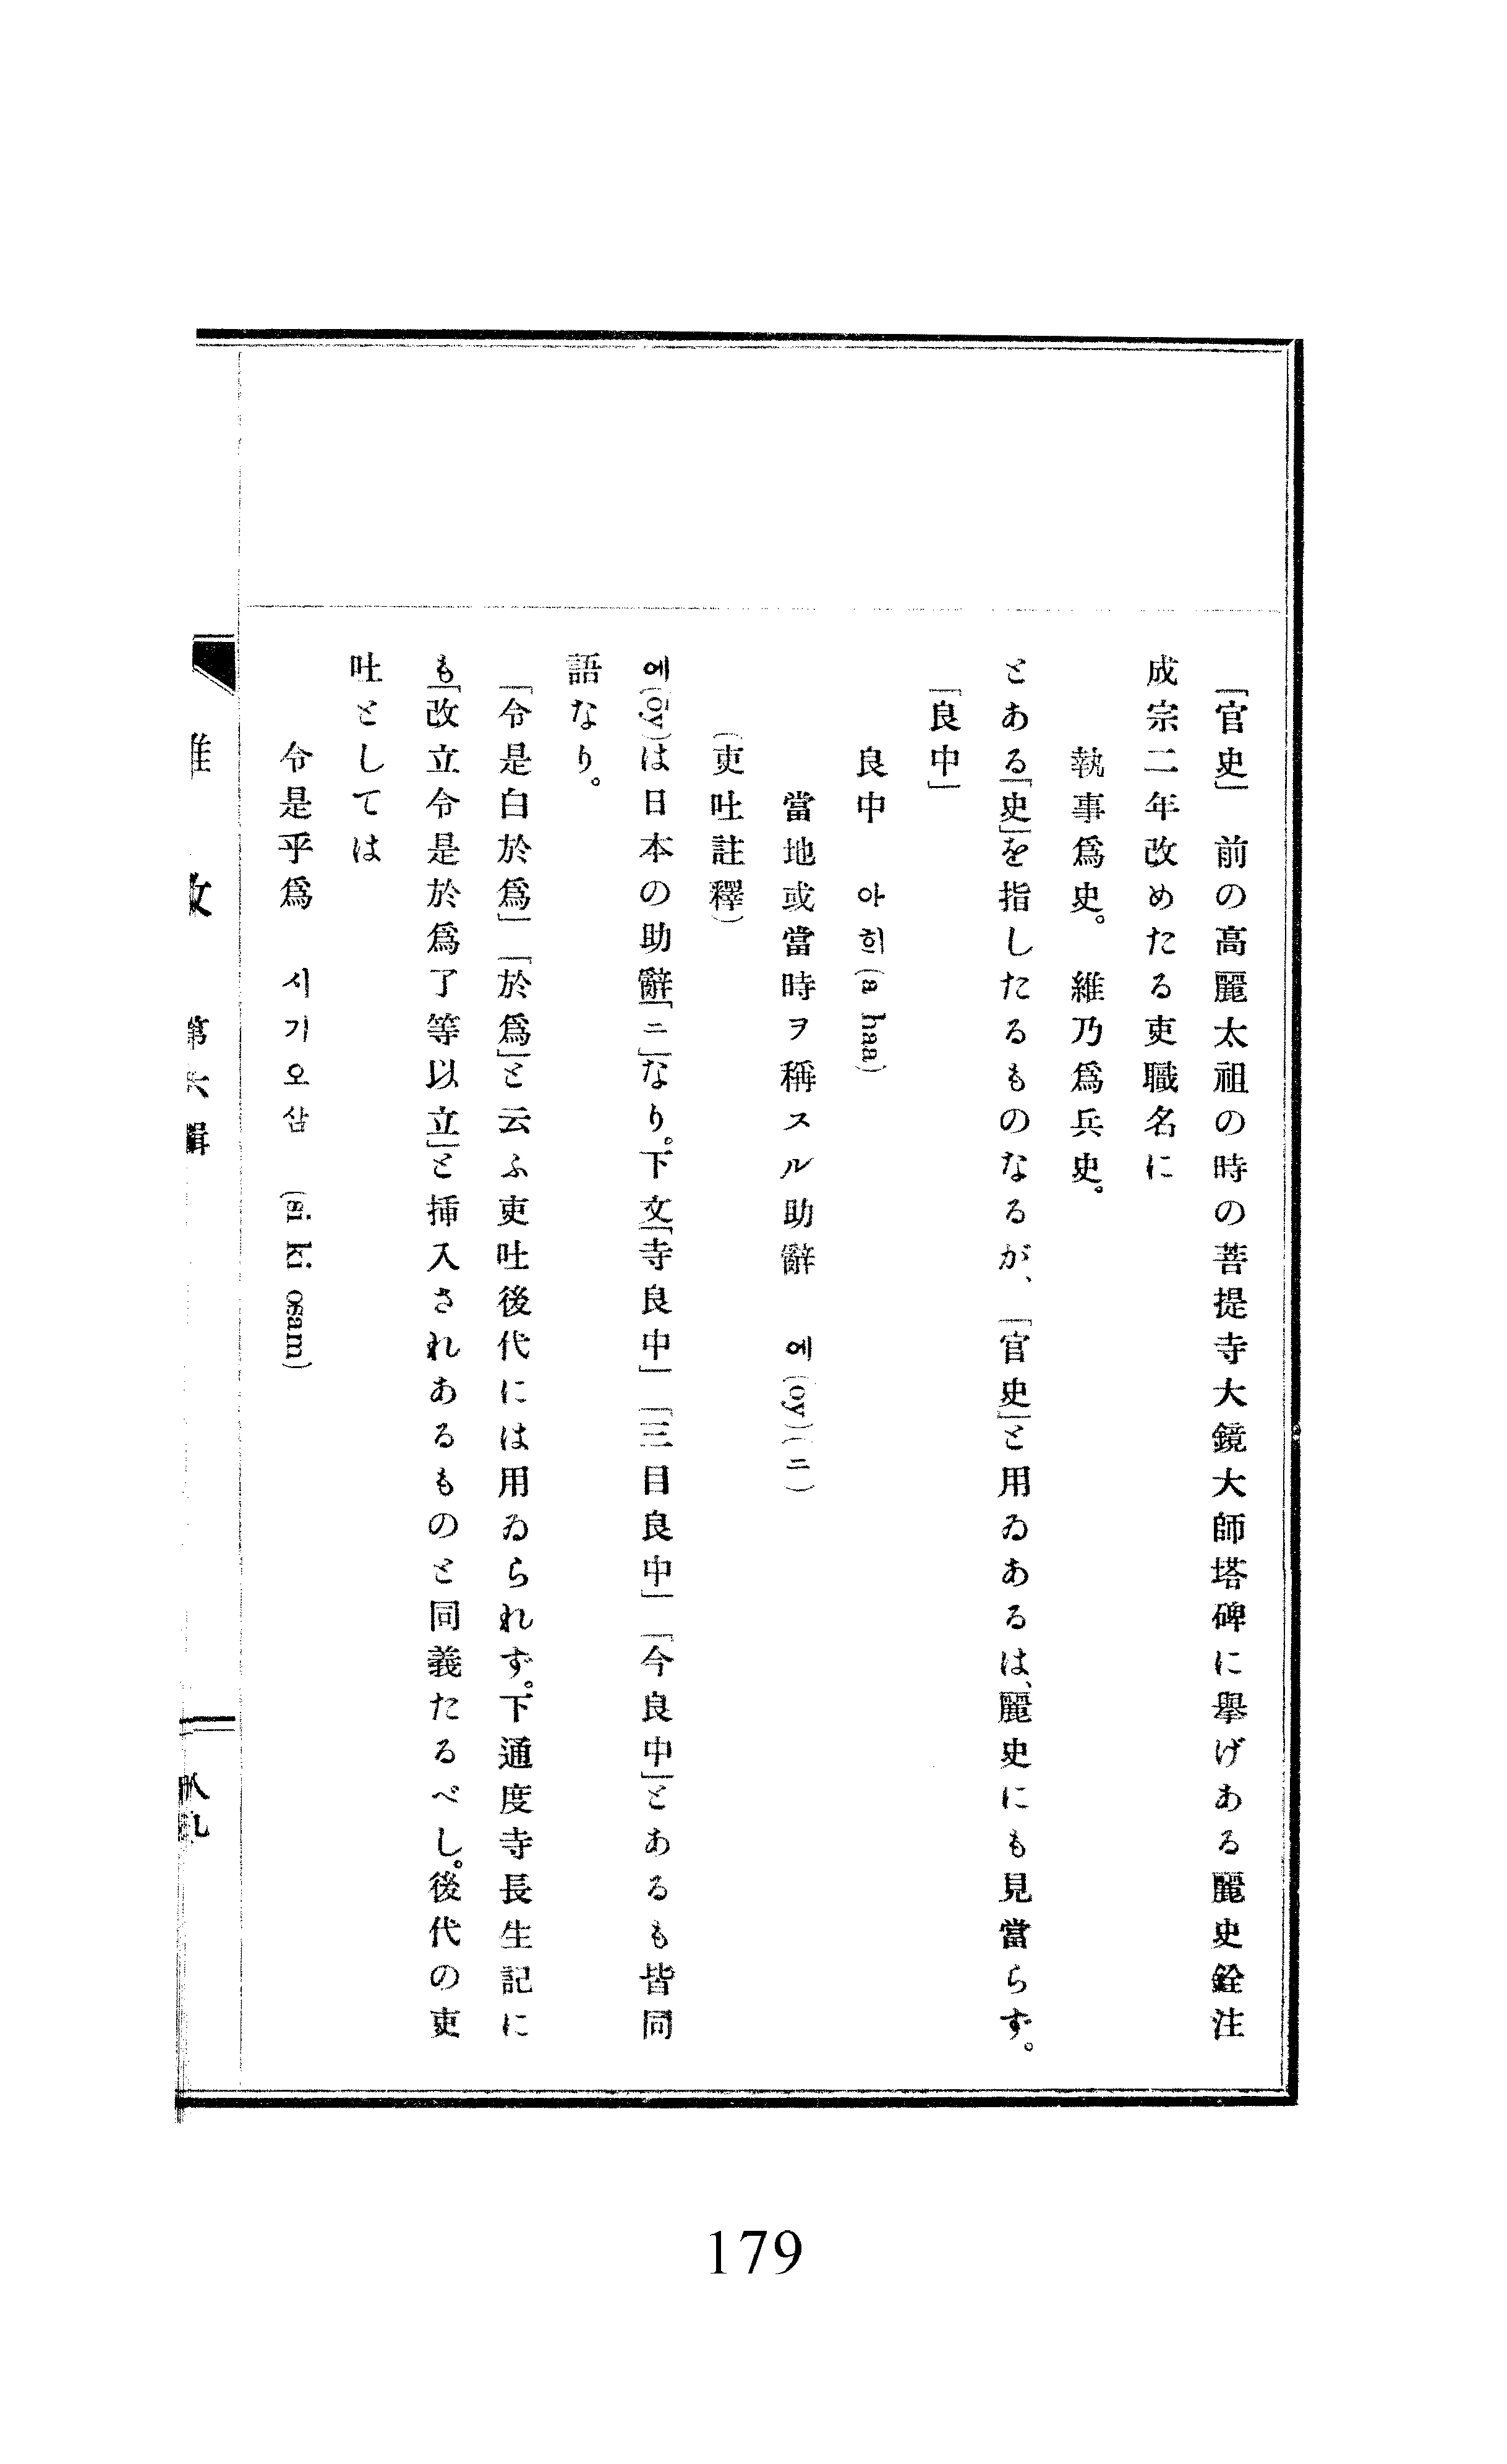 「官史」　前の高麗太祖の時の菩提寺大鏡大師塔碑に擧げある麗史銓注
成宗二年改めたる吏職名に
執事爲史。　維乃爲兵史。
とある「史」を指したるものなるが、「官史」と用ゐあるは、麗史にも見當らず。
「良中」
良中　아희(a haa)
當地或當時ヲ稱スル助辭　에(oy)(ニ)
(吏吐註釋)
에(oy)は日本の助辭「ニ」なり。下文「寺良中」「三目良中」「今良中」とあるも皆同
語なり。
「令是白於爲」「於爲」と云ふ吏吐後代には用ゐられず。下通度寺長生記に
も「改立令是於爲了等以立」と挿入されあるものと同義たるべし。後代の吏
吐としては
令是乎爲　시기오삼　(si ki osam)
第六輯
179